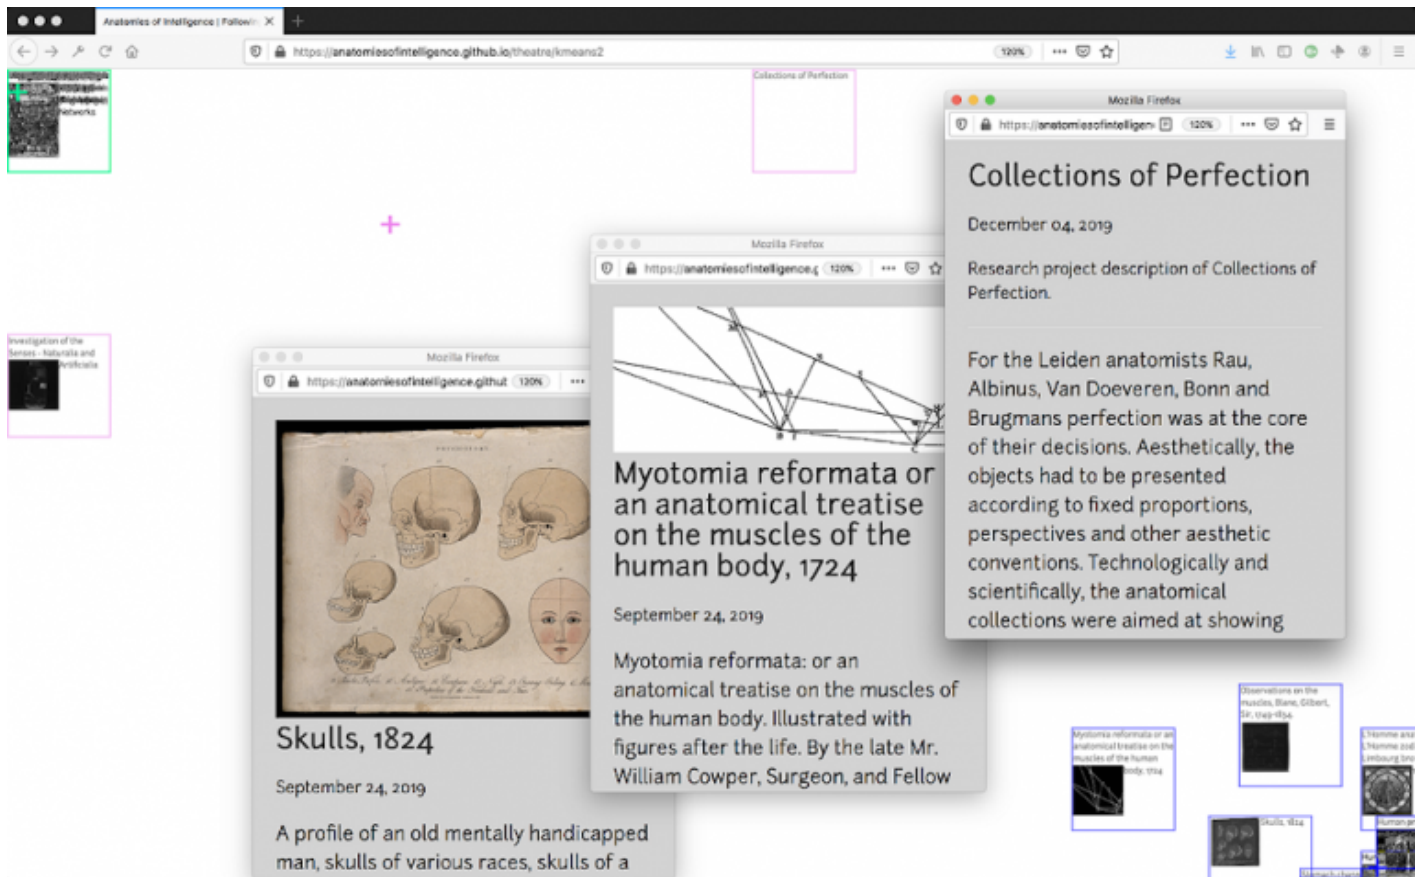 Anatomies of Intelligence | Followin
https://anatomiesofintelligence.github.io/theatre/kmeans2
120%
Networks
Collections of Perfection
Investigation of the
Senses - Naturalia and
Artificialia
Mozilla Firefox
https://anatomiesofintelligence.githut
120%
Skulls, 1824
September 24, 2019
A profile of an old mentally handicapped
man, skulls of various races, skulls of a
Mozilla Firefox
https://anatomiesofintelligence.g
120%
Myotomia reformata or
an anatomical treatise
on the muscles of the
human body, 1724
September 24, 2019
Myotomia reformata: or an
anatomical treatise on the muscles of
the human body. Illustrated with
figures after the life. By the late Mr.
William Cowper, Surgeon, and Fellow
Mozilla Firefox
https://anatomiesofintelligen
120%
Collections of Perfection
December 04, 2019
Research project description of Collections of
Perfection.
For the Leiden anatomists Rau,
Albinus, Van Doeveren, Bonn and
Brugmans perfection was at the core
of their decisions. Aesthetically, the
objects had to be presented
according to fixed proportions,
perspectives and other aesthetic
conventions. Technologically and
scientifically, the anatomical
collections were aimed at showing
Observations on the
muscles, Blane, Gilbert,
Sir, 1749-1834
Myotomia reformata or an
anatomical treatise on the
muscles of the human
body, 1724
L'Homme ana
L'Homme zod
Limbourg bro
Skulls, 1824
Human pr